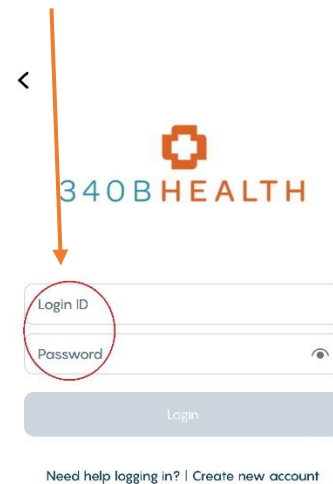 340BHEALTH
Login ID
Password
Login
Need help logging in? | Create new account